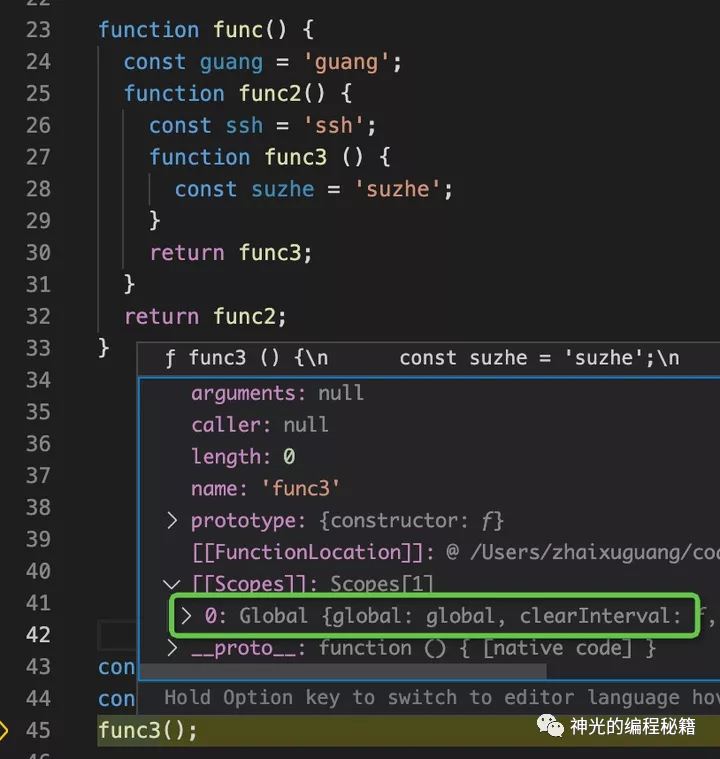 22
23 function func() {
24 const guang = 'guang';
25 function func2() {
26 const ssh = 'ssh';
27 function func3 () {
28 const suzhe = 'suzhe';
29 }
30 return func3;
31 }
32 return func2;
33 }
ƒ func3 () {\n const suzhe = 'suzhe';\n
34
arguments: null
35
caller: null
36
length: 0
37
name: 'func3'
38
prototype: {constructor: ƒ}
39
[[FunctionLocation]]: @ /Users/zhaixuguang/co
40
[[Scopes]]: Scopes[1]
41
0: Global {global: global, clearInterval: ƒ,
42
__proto__: function () { [native code] }
43 con
44 con
Hold Option key to switch to editor language hov
45 func3();
神光的编程秘籍
46